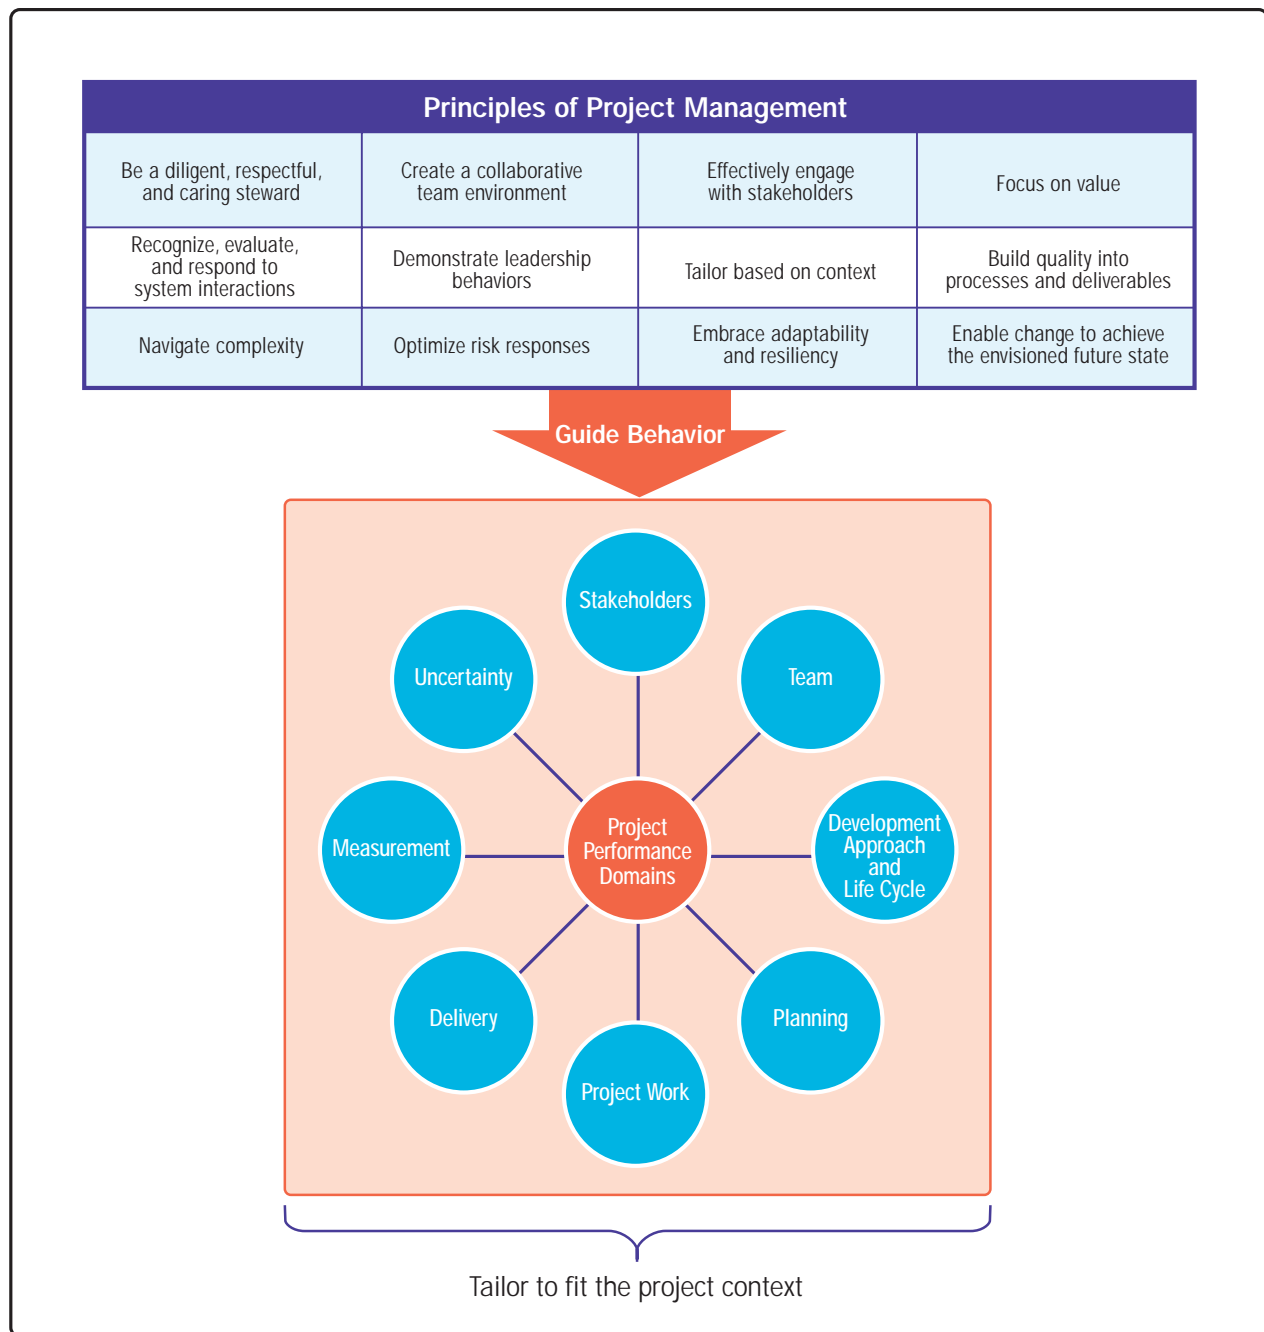 Principles of Project Management
Be a diligent, respectful,
and caring steward
Create a collaborative
team environment
Effectively engage
with stakeholders
Focus on value
Recognize, evaluate,
and respond to
system interactions
Demonstrate leadership
behaviors
Tailor based on context
Build quality into
processes and deliverables
Navigate complexity
Optimize risk responses
Embrace adaptability
and resiliency
Enable change to achieve
the envisioned future state
Guide Behavior
Stakeholders
Uncertainty
Team
Measurement
Project
Performance
Domains
Development
Approach
and
Life Cycle
Delivery
Planning
Project Work
Tailor to fit the project context